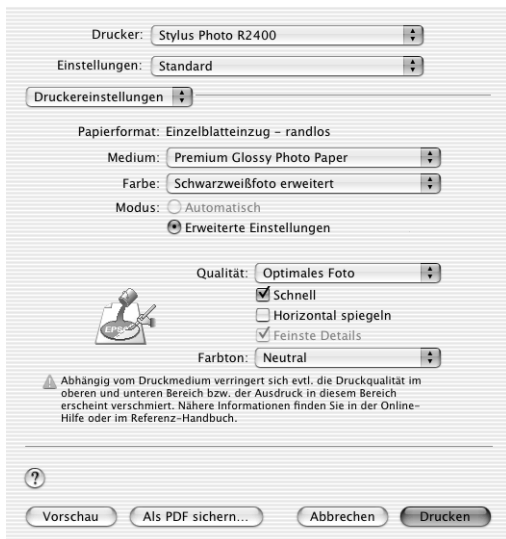 Drucker: Stylus Photo R2400
Einstellungen: Standard
Druckereinstellungen
Papierformat: Einzelblatteinzug – randlos
Medium: Premium Glossy Photo Paper
Farbe: Schwarzweißfoto erweitert
Modus: Automatisch
Erweiterte Einstellungen
Qualität: Optimales Foto
Schnell
Horizontal spiegeln
EPSO
Feinste Details
Farbton: Neutral
Abhängig vom Druckmedium verringert sich evtl. die Druckqualität im
oberen und unteren Bereich bzw. der Ausdruck in diesem Bereich
erscheint verschmiert. Nähere Informationen finden Sie in der Online-
Hilfe oder im Referenz-Handbuch.
?
Vorschau Als PDF sichern... Abbrechen Drucken